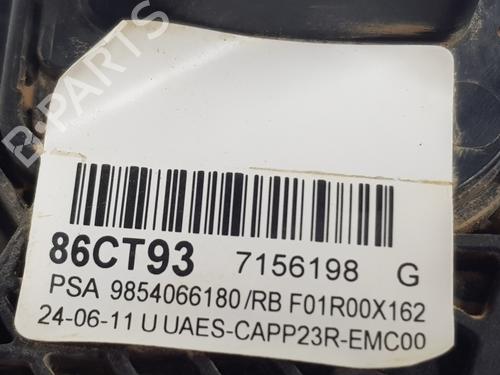 B-PARTS
86CT93 7156198 G
PSA 9854066180/RB F01R00X162
24-06-11 U UAES-CAPP23R-EMC00